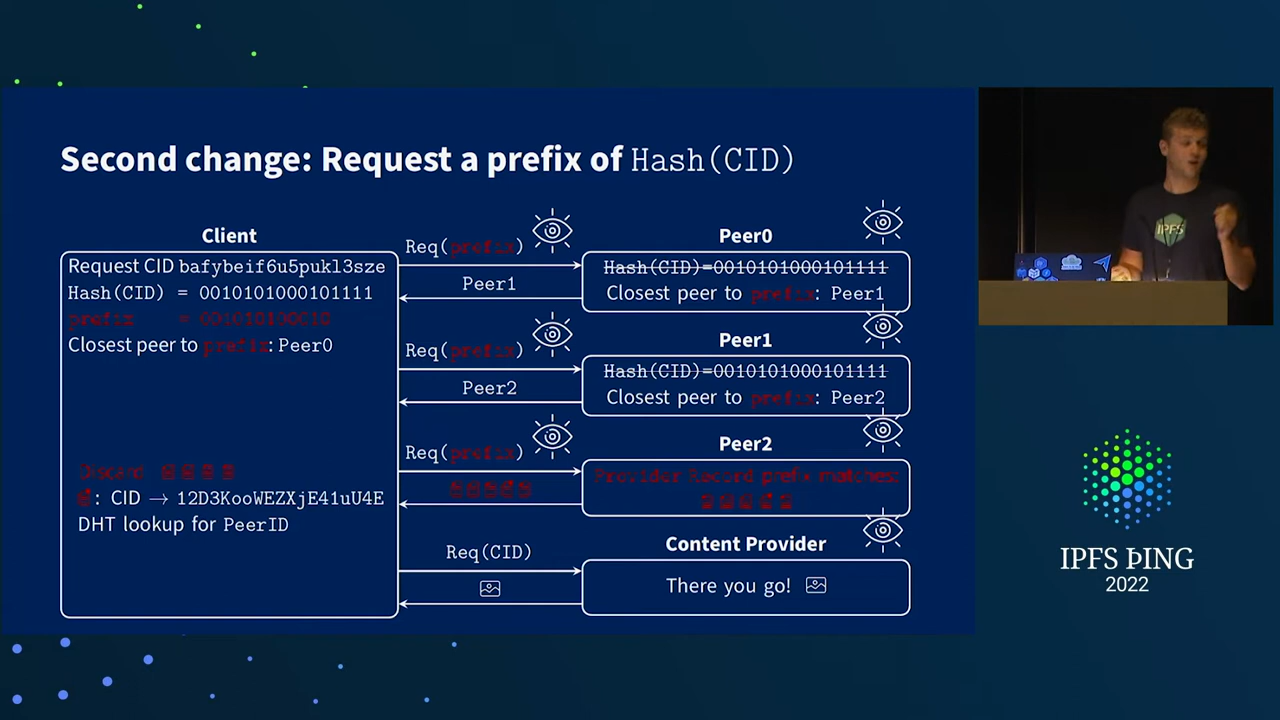 Second change: Request a prefix of Hash(CID)
Client
Request CID bafybeif6u5pukl3sze
Hash(CID) = 0010101000101111
prefix = 001010100010
Closest peer to prefix: Peer0
Discard
: CID → 12D3KooWEZXjE41uU4E
DHT lookup for PeerID
Req(prefix)
Peer1
Req(prefix)
Peer2
Req(prefix)
Req(CID)
Peer0
Hash(CID)=0010101000101111
Closest peer to prefix: Peer1
Peer1
Hash(CID)=0010101000101111
Closest peer to prefix: Peer2
Peer2
Provider Record prefix matches:
Content Provider
There you go!
IPFS
IPFS ÞING
2022